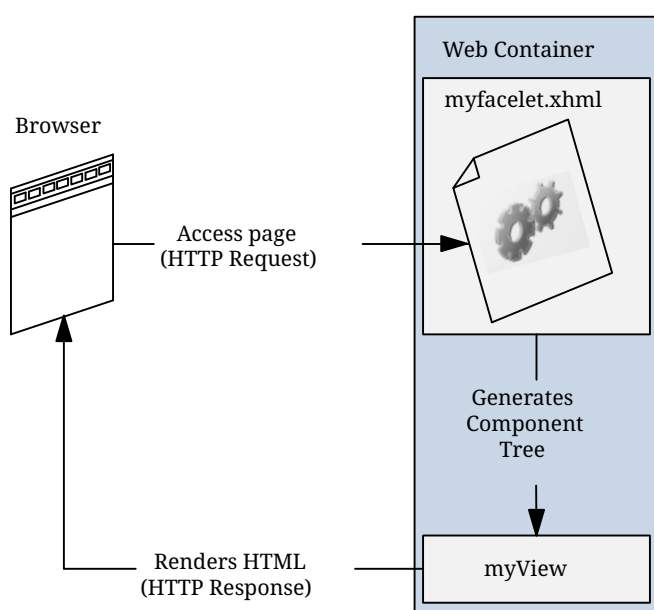 Web Container
myfacelet.xhml
Browser
Access page
(HTTP Request)
Generates
Component
Tree
Renders HTML
(HTTP Response)
myView